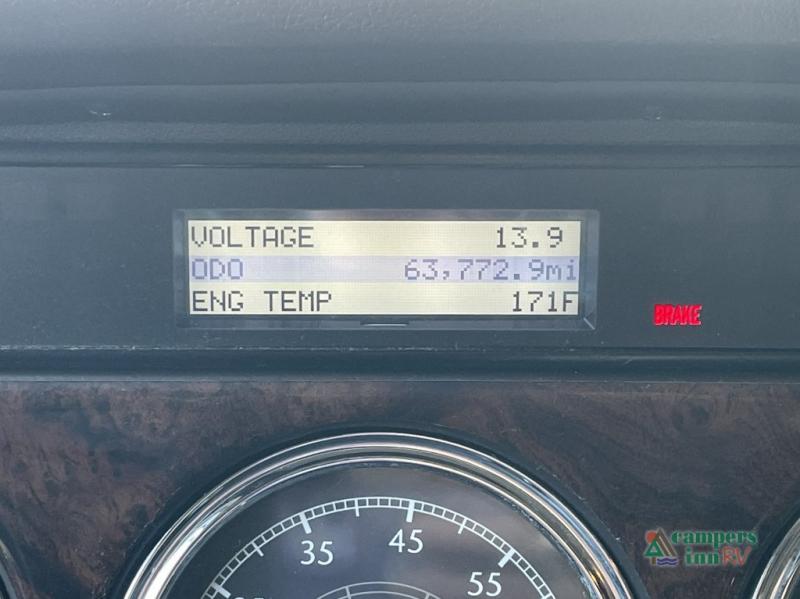 VOLTAGE 13.9
ODO 63,772.9mi
ENG TEMP 171F
BRAKE
35 45 55
campers
inn RV